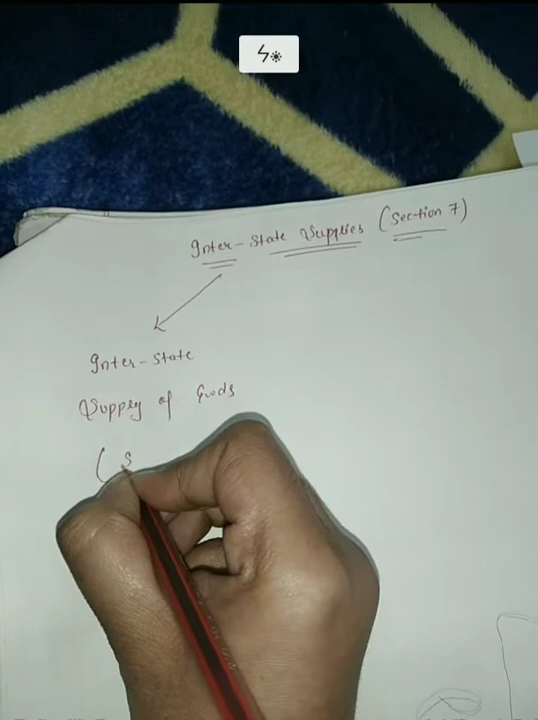 Inter-State Supplies (Section 7)
Inter-State
Supply of Goods
( S